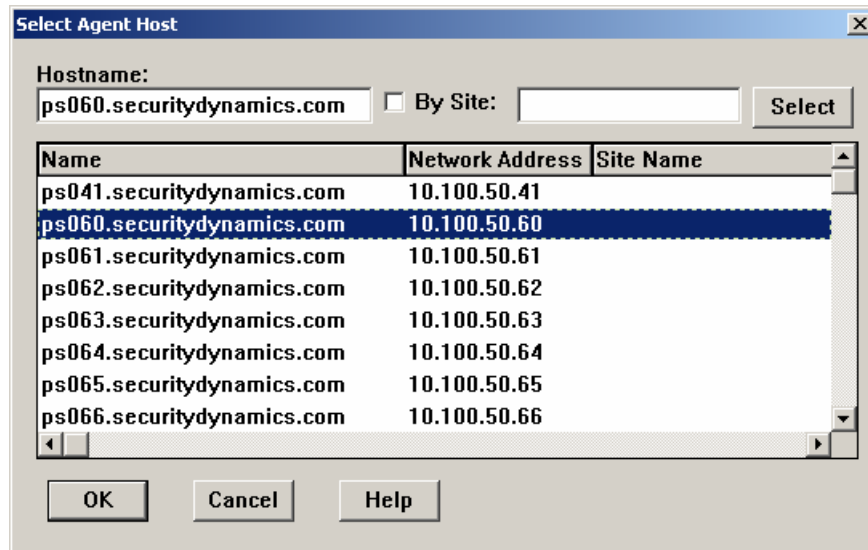 Select Agent Host
Hostname:
ps060.securitydynamics.com By Site: Select
Name Network Address Site Name
ps041.securitydynamics.com 10.100.50.41
ps060.securitydynamics.com 10.100.50.60
ps061.securitydynamics.com 10.100.50.61
ps062.securitydynamics.com 10.100.50.62
ps063.securitydynamics.com 10.100.50.63
ps064.securitydynamics.com 10.100.50.64
ps065.securitydynamics.com 10.100.50.65
ps066.securitydynamics.com 10.100.50.66
OK Cancel Help